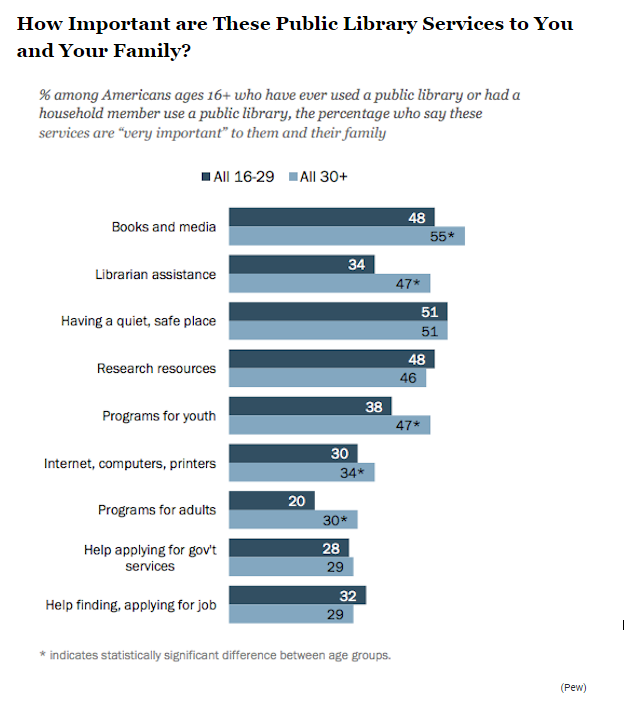 How Important are These Public Library Services to You
and Your Family?
% among Americans ages 16+ who have ever used a public library or had a
household member use a public library, the percentage who say these
services are “very important” to them and their family
All 16-29 All 30+
Books and media 48
55*
Librarian assistance 34
47*
Having a quiet, safe place 51
51
Research resources 48
46
Programs for youth 38
47*
Internet, computers, printers 30
34*
Programs for adults 20
30*
Help applying for gov't
services
28
29
Help finding, applying for job 32
29
* indicates statistically significant difference between age groups.
(Pew)